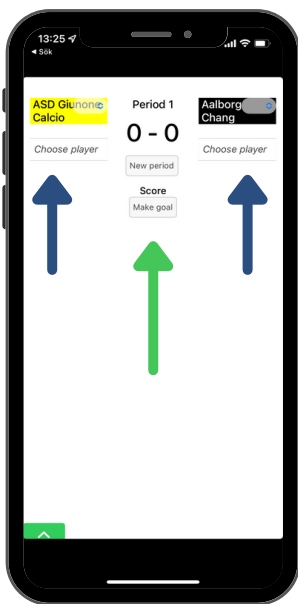 13:25
◂ Sök
ASD Giunone
Calcio
Period 1
Aalborg
Chang
0 - 0
Choose player
Choose player
New period
Score
Make goal